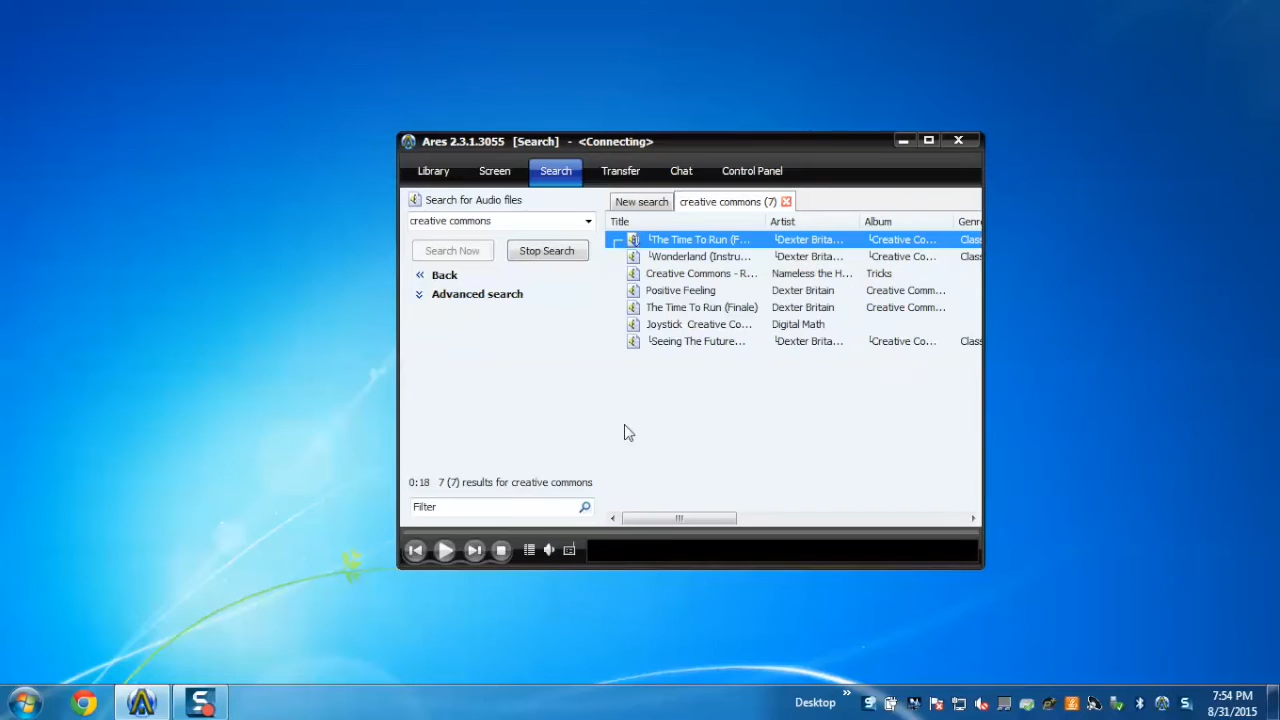 Ares 2.3.1.3055 [Search] - <Connecting>
Library Screen Search Transfer Chat Control Panel
Search for Audio files
creative commons
Search Now Stop Search
Back
Advanced search
0:18 7 (7) results for creative commons
Filter
New search creative commons (7)
Title Artist Album Genre
└The Time To Run (F... └Dexter Brita... └Creative Co... Clas
└Wonderland (Instru... └Dexter Brita... └Creative Co... Clas
Creative Commons - R... Nameless the H... Tricks
Positive Feeling Dexter Britain Creative Comm...
The Time To Run (Finale) Dexter Britain Creative Comm...
Joystick Creative Co... Digital Math
└Seeing The Future... └Dexter Brita... └Creative Co... Clas
Desktop
7:54 PM
8/31/2015